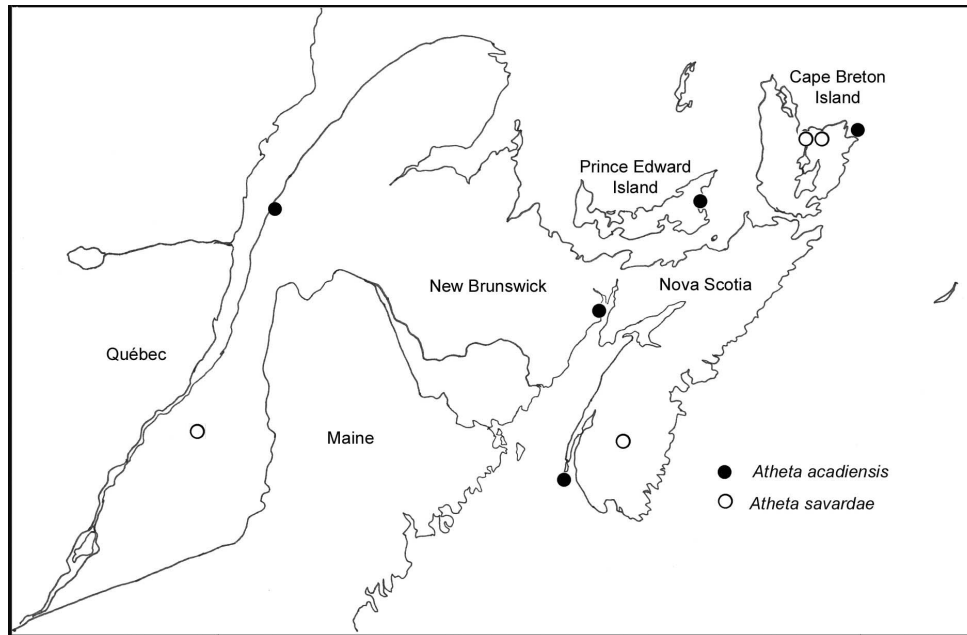 Cape Breton
Island
Prince Edward
Island
New Brunswick
Nova Scotia
Québec
Maine
Atheta acadiensis
Atheta savardae